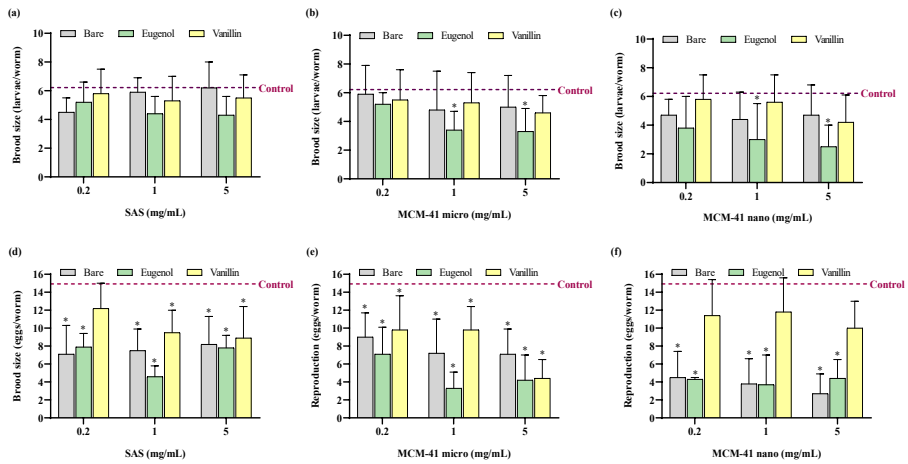 (a)
Bare Eugenol Vanillin
10
8
6
4
2
0
Brood size (larvae/worm)
Control
*
0.2 1 5
SAS (mg/mL)
(b)
Bare Eugenol Vanillin
10
8
6
4
2
0
Brood size (larvae/worm)
Control
* *
0.2 1 5
MCM-41 micro (mg/mL)
(c)
Bare Eugenol Vanillin
10
8
6
4
2
0
Brood size (larvae/worm)
Control
* *
0.2 1 5
MCM-41 nano (mg/mL)
(d)
Bare Eugenol Vanillin
16
14
12
10
8
6
4
2
0
Brood size (eggs/worm)
Control
* * * * * * * *
0.2 1 5
SAS (mg/mL)
(e)
Bare Eugenol Vanillin
16
14
12
10
8
6
4
2
0
Reproduction (eggs/worm)
Control
* * * * * * * * *
0.2 1 5
MCM-41 micro (mg/mL)
(f)
Bare Eugenol Vanillin
16
14
12
10
8
6
4
2
0
Reproduction (eggs/worm)
Control
* * * * * *
0.2 1 5
MCM-41 nano (mg/mL)